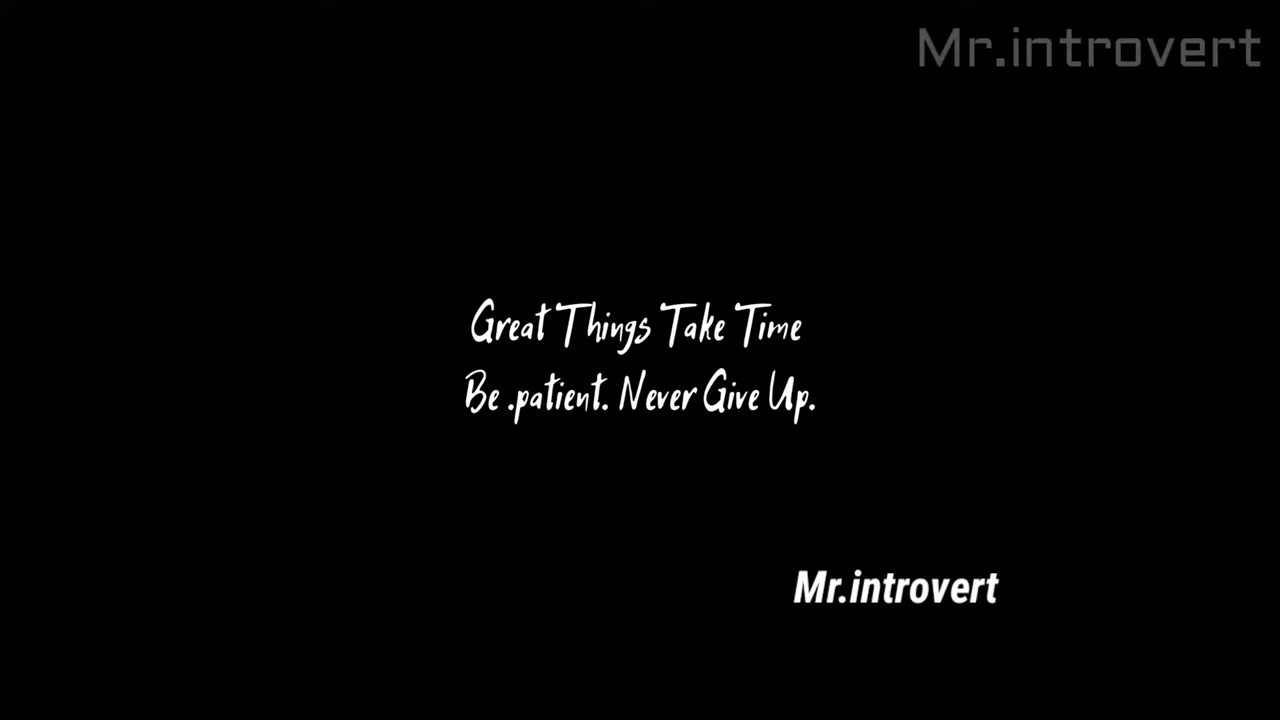 Mr.introvert
Great Things Take Time
Be .patient. Never Give Up.
Mr.introvert